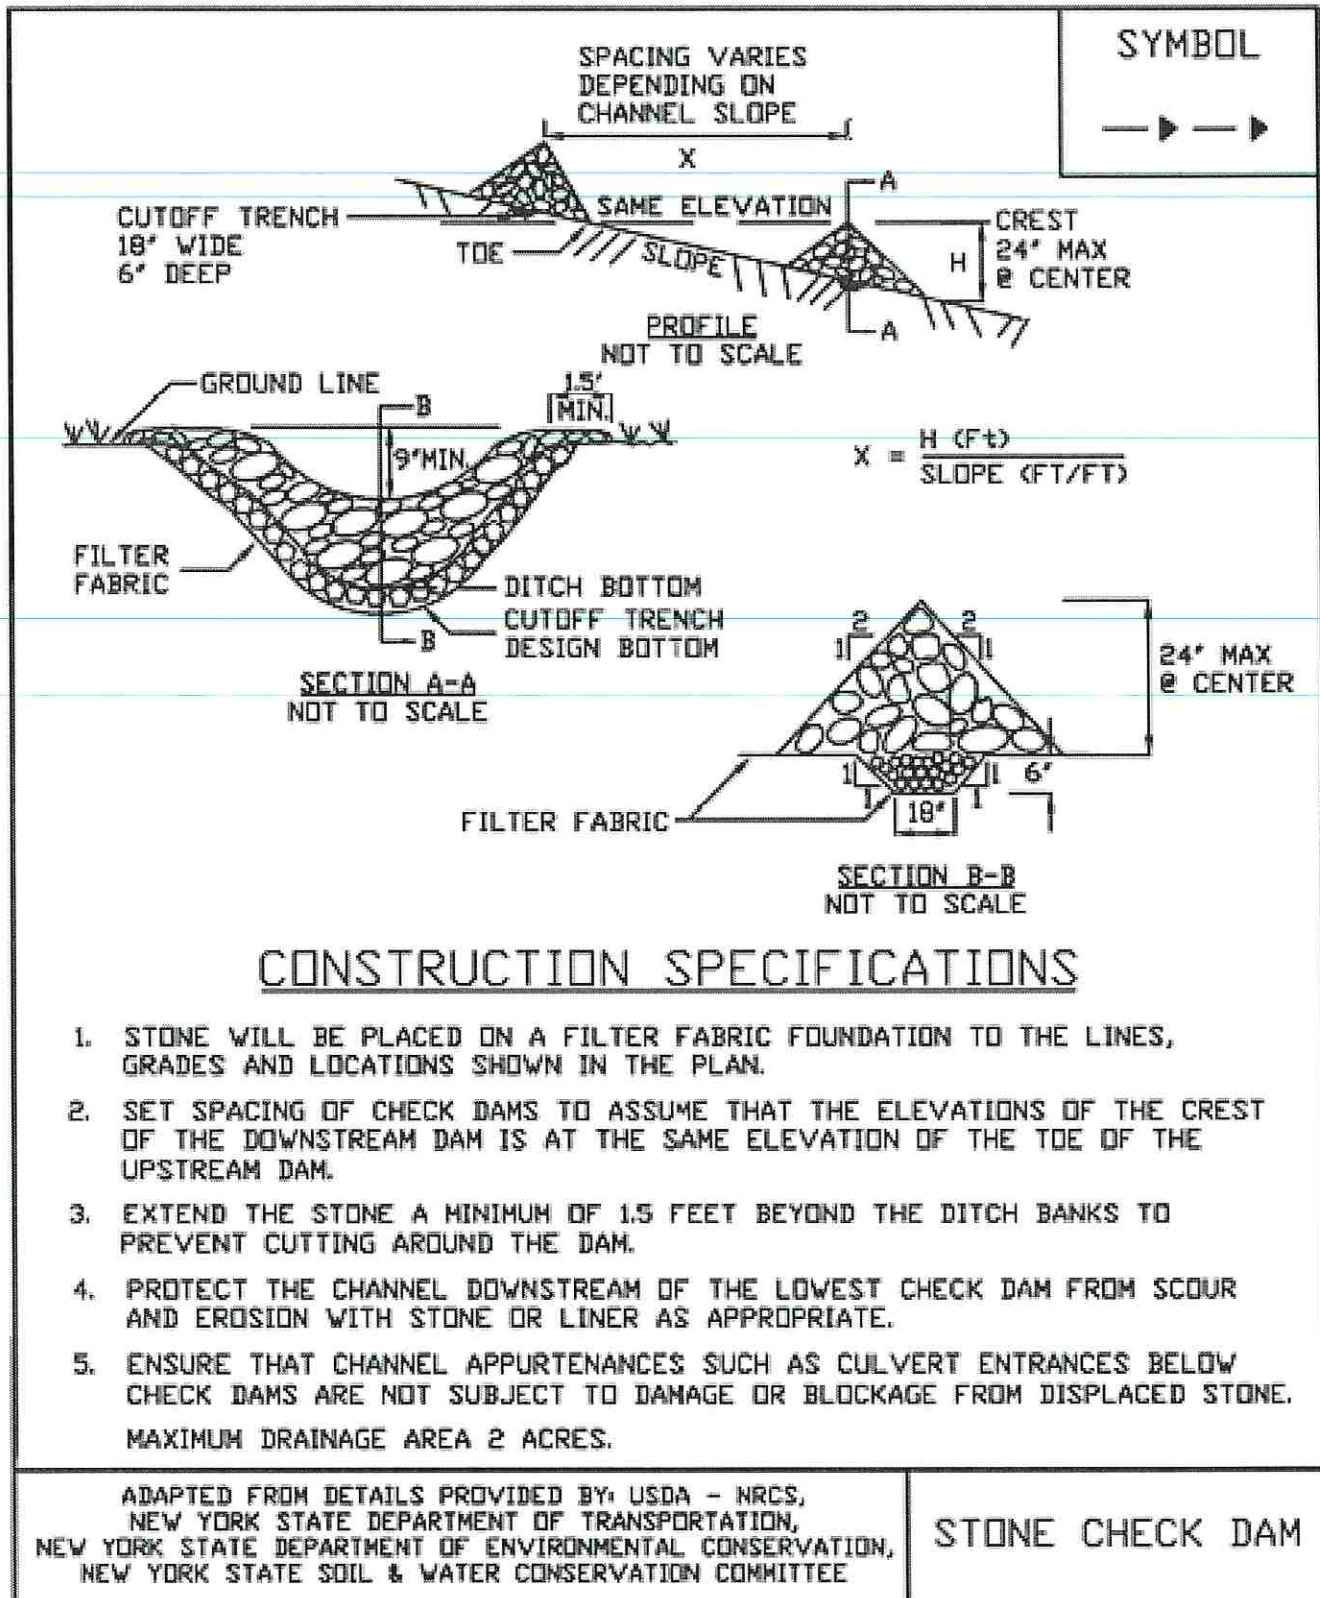 SYMBOL
SPACING VARIES
DEPENDING ON
CHANNEL SLOPE
X
A
CUTOFF TRENCH
18" WIDE
6" DEEP
SAME ELEVATION
TOE
SLOPE
H
CREST
24" MAX
@ CENTER
A
PROFILE
NOT TO SCALE
GROUND LINE
B
1.5'
MIN.
9"MIN.
X = H (Ft)
SLOPE (FT/FT)
FILTER
FABRIC
DITCH BOTTOM
CUTOFF TRENCH
DESIGN BOTTOM
B
SECTION A-A
NOT TO SCALE
2
1
2
1
24" MAX
@ CENTER
1
1
1
1
6"
18"
FILTER FABRIC
SECTION B-B
NOT TO SCALE
CONSTRUCTION SPECIFICATIONS
1. STONE WILL BE PLACED ON A FILTER FABRIC FOUNDATION TO THE LINES,
GRADES AND LOCATIONS SHOWN IN THE PLAN.
2. SET SPACING OF CHECK DAMS TO ASSUME THAT THE ELEVATIONS OF THE CREST
OF THE DOWNSTREAM DAM IS AT THE SAME ELEVATION OF THE TOE OF THE
UPSTREAM DAM.
3. EXTEND THE STONE A MINIMUM OF 1.5 FEET BEYOND THE DITCH BANKS TO
PREVENT CUTTING AROUND THE DAM.
4. PROTECT THE CHANNEL DOWNSTREAM OF THE LOWEST CHECK DAM FROM SCOUR
AND EROSION WITH STONE OR LINER AS APPROPRIATE.
5. ENSURE THAT CHANNEL APPURTENANCES SUCH AS CULVERT ENTRANCES BELOW
CHECK DAMS ARE NOT SUBJECT TO DAMAGE OR BLOCKAGE FROM DISPLACED STONE.
MAXIMUM DRAINAGE AREA 2 ACRES.
ADAPTED FROM DETAILS PROVIDED BY: USDA - NRCS,
NEW YORK STATE DEPARTMENT OF TRANSPORTATION,
NEW YORK STATE DEPARTMENT OF ENVIRONMENTAL CONSERVATION,
NEW YORK STATE SOIL & WATER CONSERVATION COMMITTEE
STONE CHECK DAM